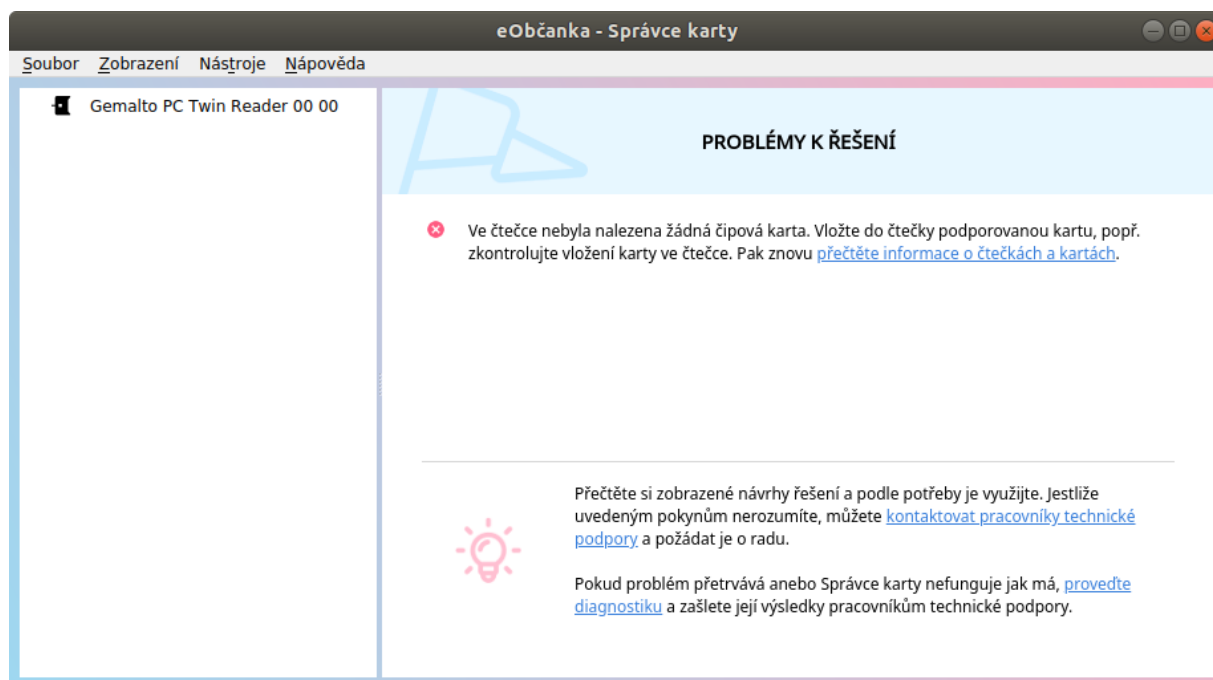 eObčanka - Správce karty
Soubor Zobrazení Nástroje Nápověda
Gemalto PC Twin Reader 00 00
PROBLÉMY K ŘEŠENÍ
Ve čtečce nebyla nalezena žádná čipová karta. Vložte do čtečky podporovanou kartu, popř.
zkontrolujte vložení karty ve čtečce. Pak znovu přečtěte informace o čtečkách a kartách.
Přečtěte si zobrazené návrhy řešení a podle potřeby je využijte. Jestliže
uvedeným pokynům nerozumíte, můžete kontaktovat pracovníky technické
podpory a požádat je o radu.
Pokud problém přetrvává anebo Správce karty nefunguje jak má, proveďte
diagnostiku a zašlete její výsledky pracovníkům technické podpory.